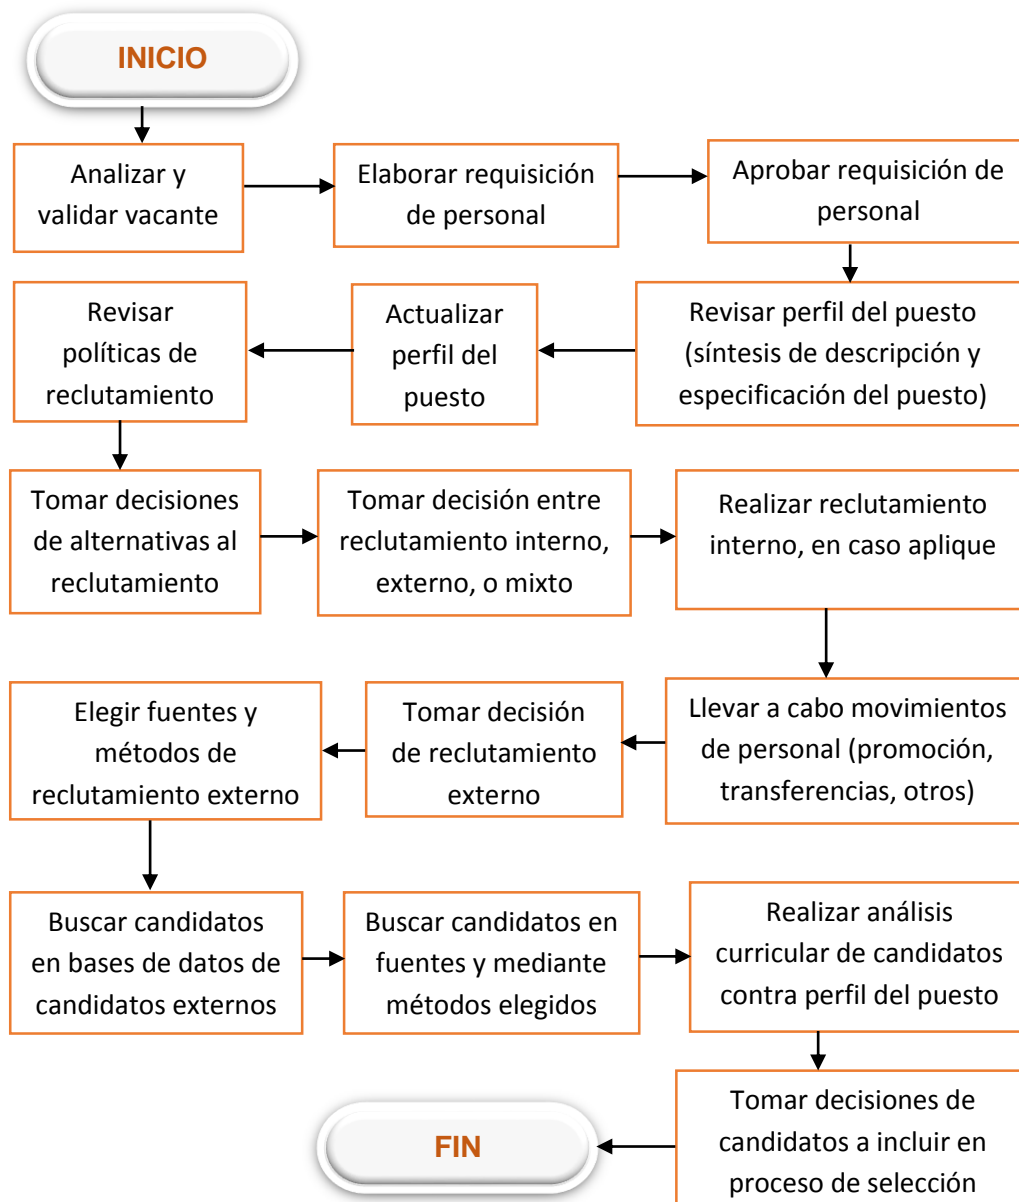 INICIO
Analizar y
validar vacante
Elaborar requisición
de personal
Aprobar requisición de
personal
Revisar perfil del puesto
(síntesis de descripción y
especificación del puesto)
Actualizar
perfil del
puesto
Revisar
políticas de
reclutamiento
Tomar decisiones
de alternativas al
reclutamiento
Tomar decisión entre
reclutamiento interno,
externo, o mixto
Realizar reclutamiento
interno, en caso aplique
Llevar a cabo movimientos
de personal (promoción,
transferencias, otros)
Tomar decisión
de reclutamiento
externo
Elegir fuentes y
métodos de
reclutamiento externo
Buscar candidatos
en bases de datos de
candidatos externos
Buscar candidatos en
fuentes y mediante
métodos elegidos
Realizar análisis
curricular de candidatos
contra perfil del puesto
Tomar decisiones de
candidatos a incluir en
proceso de selección
FIN